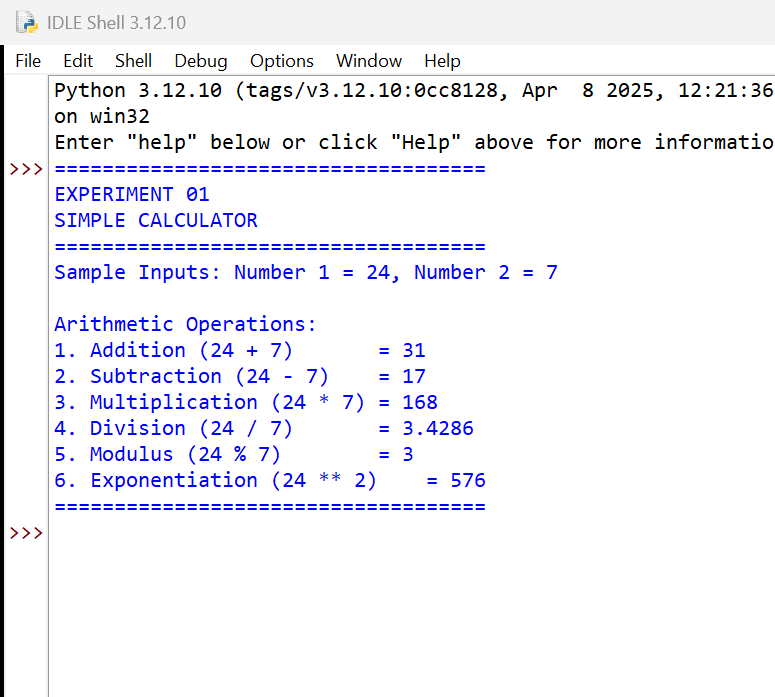 IDLE Shell 3.12.10
File Edit Shell Debug Options Window Help
Python 3.12.10 (tags/v3.12.10:0cc8128, Apr  8 2025, 12:21:36
on win32
Enter "help" below or click "Help" above for more informatio
>>> ====================================
EXPERIMENT 01
SIMPLE CALCULATOR
====================================
Sample Inputs: Number 1 = 24, Number 2 = 7

Arithmetic Operations:
1. Addition (24 + 7)       = 31
2. Subtraction (24 - 7)    = 17
3. Multiplication (24 * 7) = 168
4. Division (24 / 7)       = 3.4286
5. Modulus (24 % 7)        = 3
6. Exponentiation (24 ** 2)    = 576
====================================
>>>